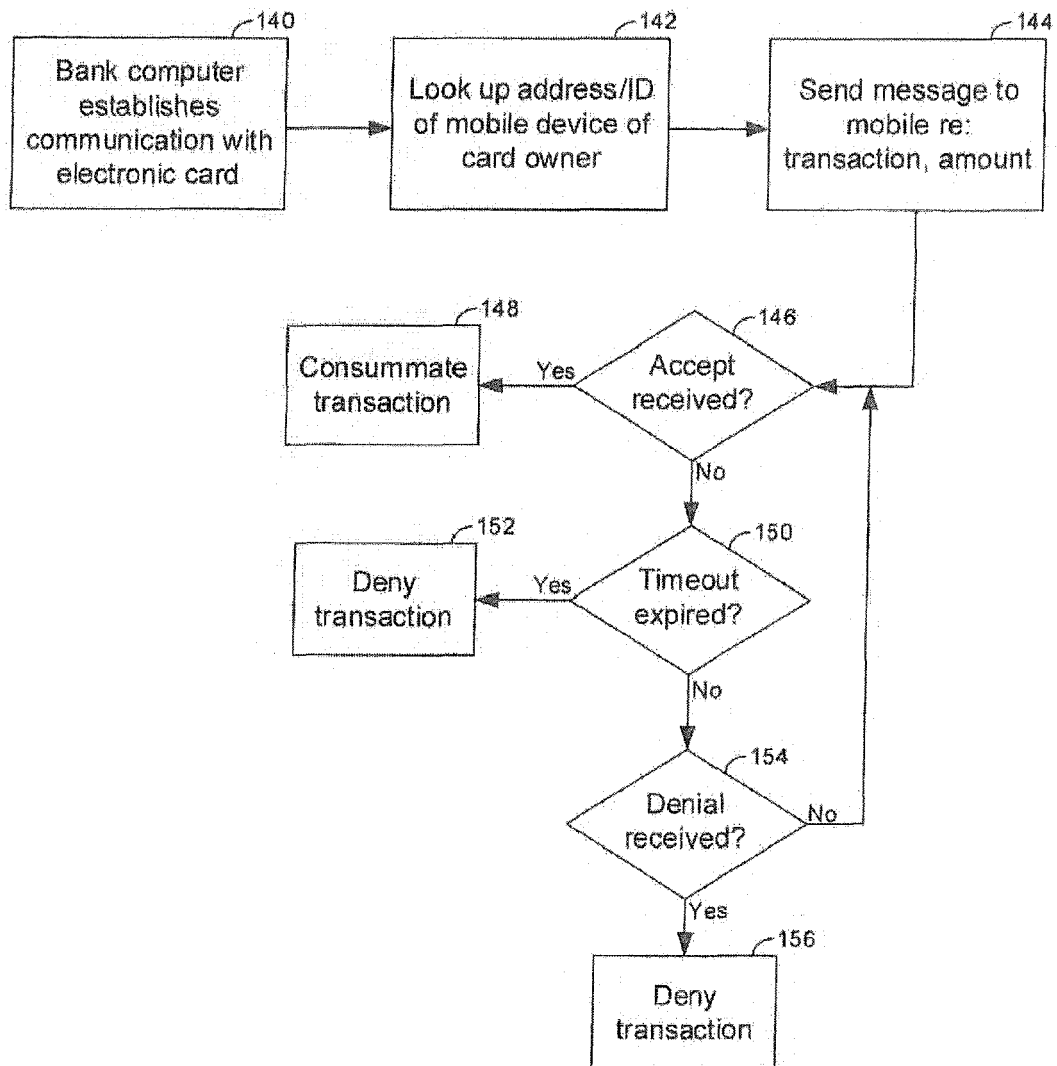 140
Bank computer
establishes
communication with
electronic card
142
Look up address/ID
of mobile device of
card owner
144
Send message to
mobile re:
transaction, amount
148
Consummate
transaction
Yes
146
Accept
received?
No
152
Deny
transaction
Yes
150
Timeout
expired?
No
154
Denial
received?
No
Yes
156
Deny
transaction